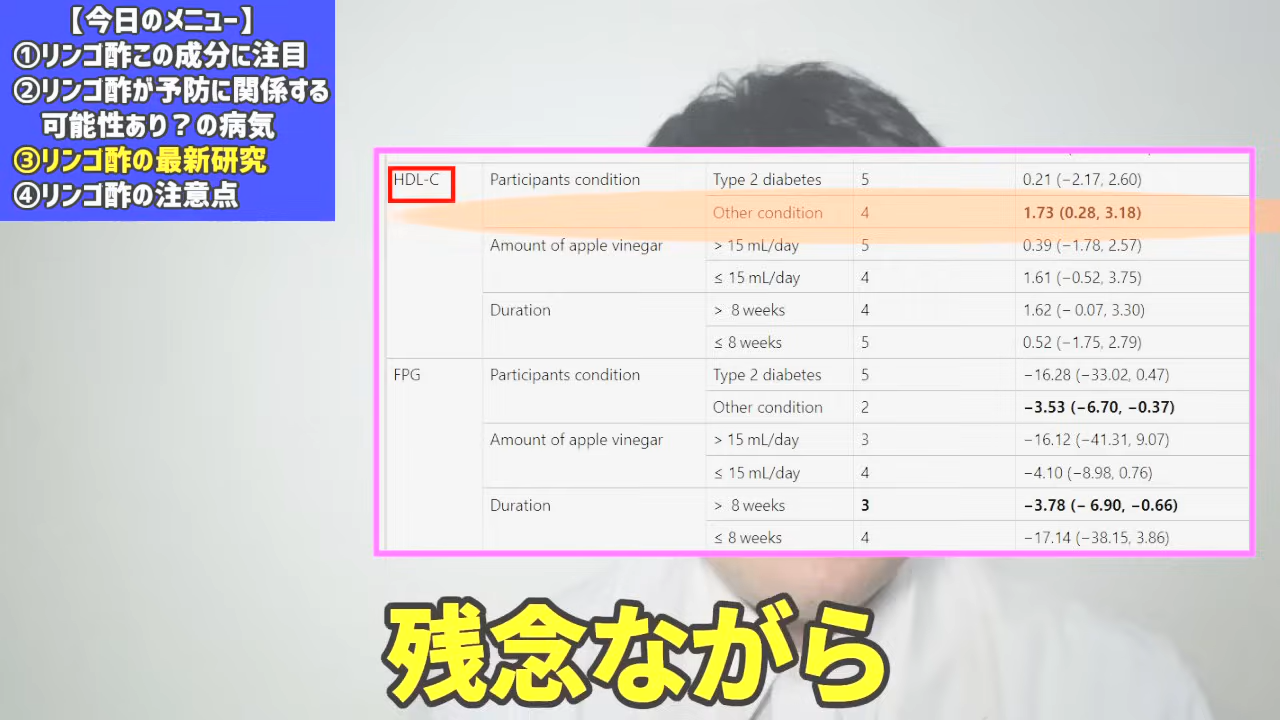 【今日のメニュー】
①リンゴ酢この成分に注目
②リンゴ酢が予防に関係する
可能性あり？の病気
③リンゴ酢の最新研究
④リンゴ酢の注意点
HDL-C Participants condition Type 2 diabetes 5 0.21 (−2.17, 2.60)
Other condition 4 1.73 (0.28, 3.18)
Amount of apple vinegar > 15 mL/day 5 0.39 (−1.78, 2.57)
≤ 15 mL/day 4 1.61 (−0.52, 3.75)
Duration > 8 weeks 4 1.62 (− 0.07, 3.30)
≤ 8 weeks 5 0.52 (−1.75, 2.79)
FPG Participants condition Type 2 diabetes 5 −16.28 (−33.02, 0.47)
Other condition 2 −3.53 (−6.70, −0.37)
Amount of apple vinegar > 15 mL/day 3 −16.12 (−41.31, 9.07)
≤ 15 mL/day 4 −4.10 (−8.98, 0.76)
Duration > 8 weeks 3 −3.78 (− 6.90, −0.66)
≤ 8 weeks 4 −17.14 (−38.15, 3.86)
残念ながら